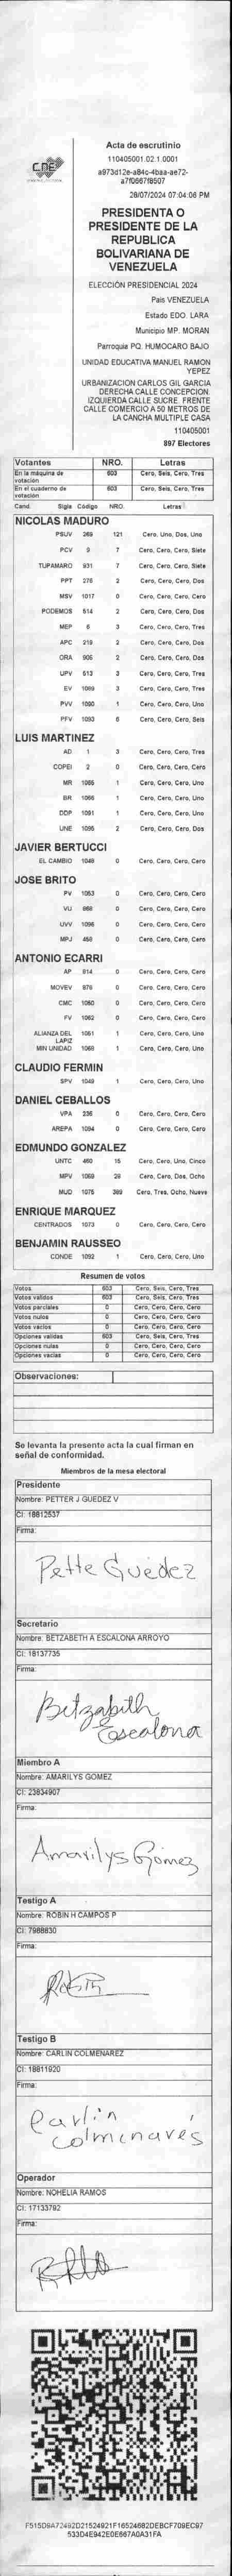 CDE
Acta de escrutinio
110405001.02.1.0001
a973d12e-a84c-4baa-ae72-
a7f0667f8507
28/07/2024 07:04:06 PM
PRESIDENTA O
PRESIDENTE DE LA
REPUBLICA
BOLIVARIANA DE
VENEZUELA
ELECCIÓN PRESIDENCIAL 2024
País VENEZUELA
Estado EDO. LARA
Municipio MP. MORAN
Parroquia PQ. HUMOCARO BAJO
UNIDAD EDUCATIVA MANUEL RAMON
YEPEZ
URBANIZACION CARLOS GIL GARCIA
DERECHA CALLE CONCEPCION.
IZQUIERDA CALLE SUCRE. FRENTE
CALLE COMERCIO A 50 METROS DE
LA CANCHA MULTIPLE CASA
110405001
897 Electores
Votantes NRO. Letras
En la máquina de votación 603 Cero, Seis, Cero, Tres
En el cuaderno de votación 603 Cero, Seis, Cero, Tres
Cand. Sigla Código NRO. Letras
NICOLAS MADURO
PSUV 269 121 Cero, Uno, Dos, Uno
PCV 9 7 Cero, Cero, Cero, Siete
TUPAMARO 931 7 Cero, Cero, Cero, Siete
PPT 276 2 Cero, Cero, Cero, Dos
MSV 1017 0 Cero, Cero, Cero, Cero
PODEMOS 514 2 Cero, Cero, Cero, Dos
MEP 6 3 Cero, Cero, Cero, Tres
APC 219 2 Cero, Cero, Cero, Dos
ORA 906 2 Cero, Cero, Cero, Dos
UPV 513 3 Cero, Cero, Cero, Tres
EV 1069 3 Cero, Cero, Cero, Tres
PVV 1090 1 Cero, Cero, Cero, Uno
PFV 1093 6 Cero, Cero, Cero, Seis
LUIS MARTINEZ
AD 1 3 Cero, Cero, Cero, Tres
COPEI 2 0 Cero, Cero, Cero, Cero
MR 1065 1 Cero, Cero, Cero, Uno
BR 1066 1 Cero, Cero, Cero, Uno
DDP 1091 1 Cero, Cero, Cero, Uno
UNE 1095 2 Cero, Cero, Cero, Dos
JAVIER BERTUCCI
EL CAMBIO 1048 0 Cero, Cero, Cero, Cero
JOSE BRITO
PV 1053 0 Cero, Cero, Cero, Cero
VU 868 0 Cero, Cero, Cero, Cero
UVV 1096 0 Cero, Cero, Cero, Cero
MPJ 458 0 Cero, Cero, Cero, Cero
ANTONIO ECARRI
AP 814 0 Cero, Cero, Cero, Cero
MOVEV 876 0 Cero, Cero, Cero, Cero
CMC 1050 0 Cero, Cero, Cero, Cero
FV 1062 0 Cero, Cero, Cero, Cero
ALIANZA DEL LAPIZ 1051 1 Cero, Cero, Cero, Uno
MIN UNIDAD 1068 1 Cero, Cero, Cero, Uno
CLAUDIO FERMIN
SPV 1049 1 Cero, Cero, Cero, Uno
DANIEL CEBALLOS
VPA 236 0 Cero, Cero, Cero, Cero
AREPA 1094 0 Cero, Cero, Cero, Cero
EDMUNDO GONZALEZ
UNTC 460 15 Cero, Cero, Uno, Cinco
MPV 1069 28 Cero, Cero, Dos, Ocho
MUD 1075 389 Cero, Tres, Ocho, Nueve
ENRIQUE MARQUEZ
CENTRADOS 1073 0 Cero, Cero, Cero, Cero
BENJAMIN RAUSSEO
CONDE 1092 1 Cero, Cero, Cero, Uno
Resumen de votos
Votos 603 Cero, Seis, Cero, Tres
Votos validos 603 Cero, Seis, Cero, Tres
Votos parciales 0 Cero, Cero, Cero, Cero
Votos nulos 0 Cero, Cero, Cero, Cero
Votos vacios 0 Cero, Cero, Cero, Cero
Opciones validas 603 Cero, Seis, Cero, Tres
Opciones nulas 0 Cero, Cero, Cero, Cero
Opciones vacias 0 Cero, Cero, Cero, Cero
Observaciones:
Se levanta la presente acta la cual firman en
señal de conformidad.
Miembros de la mesa electoral
Presidente
Nombre: PETTER J GUEDEZ V
CI: 18812537
Firma:
Pette Guedez
Secretario
Nombre: BETZABETH A ESCALONA ARROYO
CI: 18137735
Firma:
Betzabith
Escalona
Miembro A
Nombre: AMARILYS GOMEZ
CI: 23834907
Firma:
Amarilys Gómez
Testigo A
Nombre: ROBIN H CAMPOS P
CI: 7988830
Firma:
Testigo B
Nombre: CARLIN COLMENAREZ
CI: 18811920
Firma:
Carlin
colmenares
Operador
Nombre: NOHELIA RAMOS
CI: 17133792
Firma:
F515D9A72492D21524921F16524682DEBCF709EC97
533D4E942E0E667A0A31FA